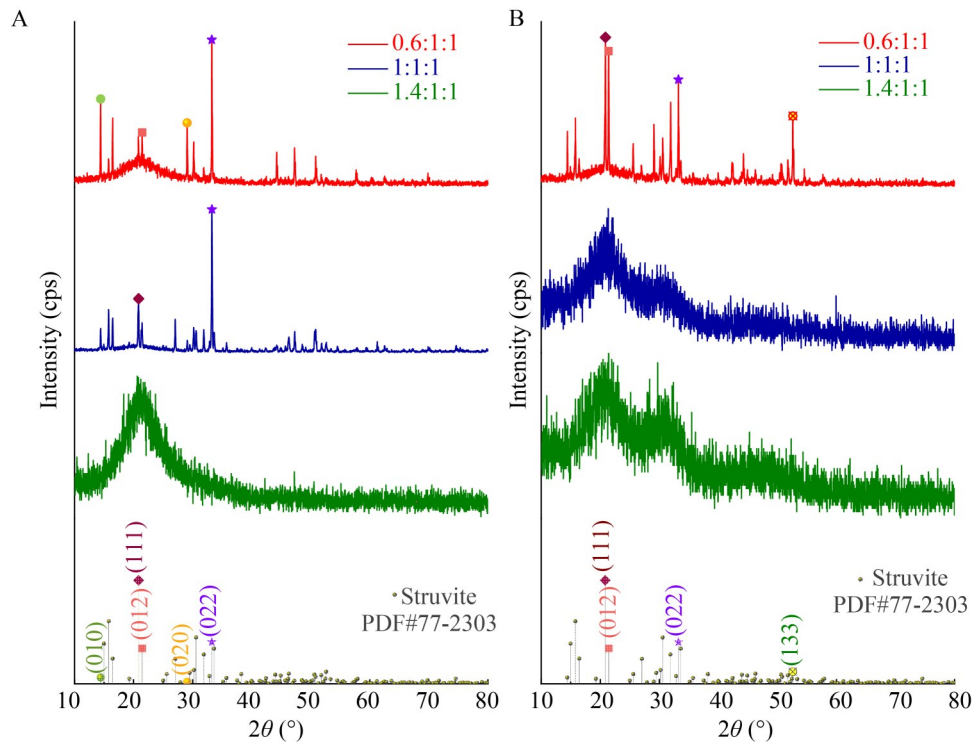 A
0.6:1:1
1:1:1
1.4:1:1
Intensity (cps)
(010)
(111)
(012)
(020)
(022)
Struvite
PDF#77-2303
10 20 30 40 50 60 70 80
2θ (°)
B
0.6:1:1
1:1:1
1.4:1:1
Intensity (cps)
(111)
(012)
(022)
(133)
Struvite
PDF#77-2303
10 20 30 40 50 60 70 80
2θ (°)